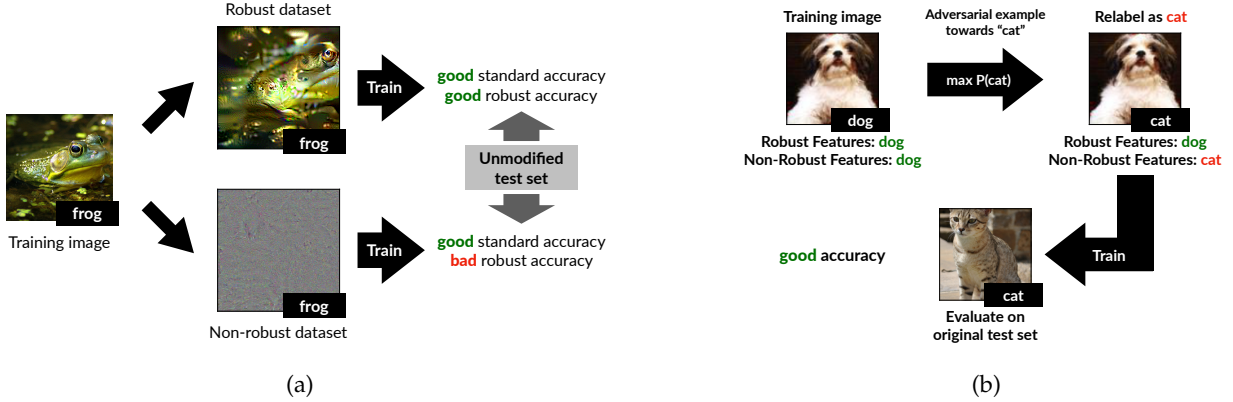 Robust dataset
frog
Train
good standard accuracy
good robust accuracy
frog
Training image
Unmodified
test set
frog
Non-robust dataset
Train
good standard accuracy
bad robust accuracy
(a)
Training image
dog
Robust Features: dog
Non-Robust Features: dog
Adversarial example
towards "cat"
max P(cat)
Relabel as cat
cat
Robust Features: dog
Non-Robust Features: cat
Train
good accuracy
cat
Evaluate on
original test set
(b)